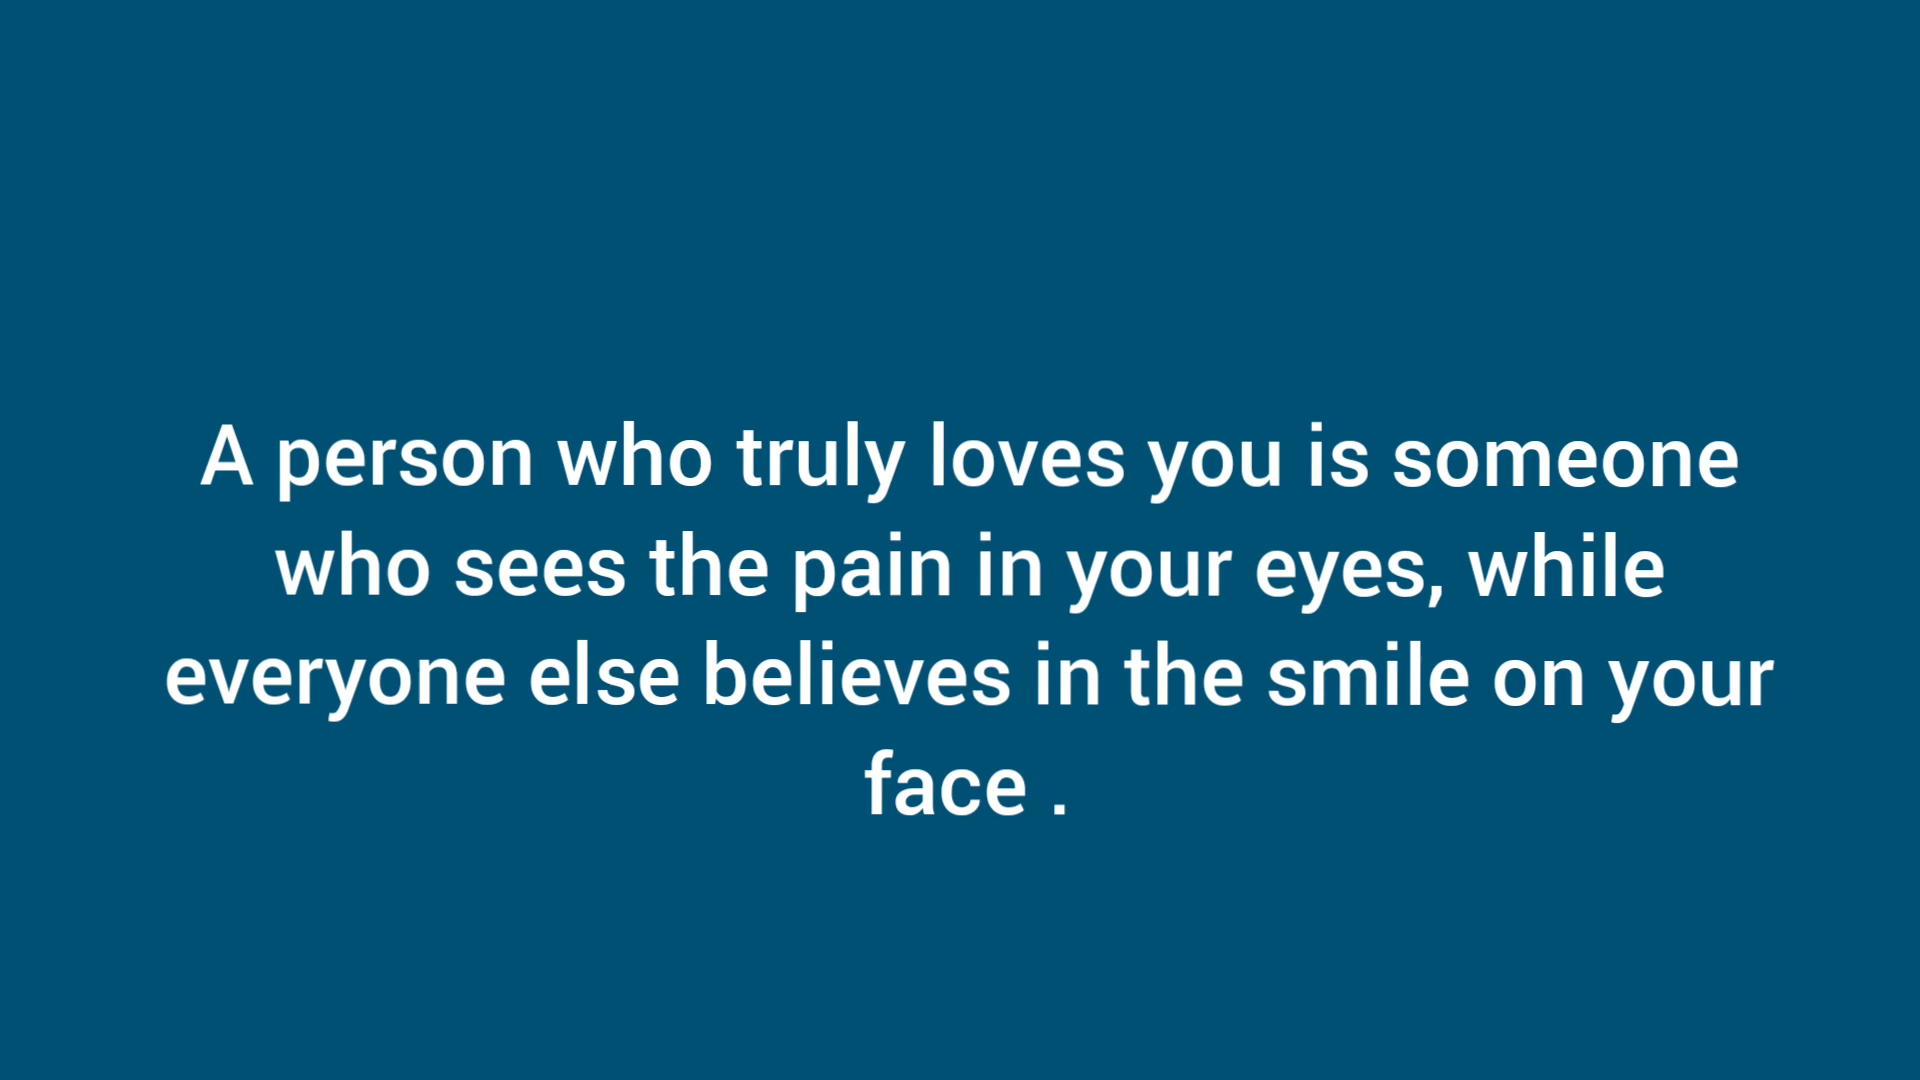 A person who truly loves you is someone
who sees the pain in your eyes, while
everyone else believes in the smile on your
face .